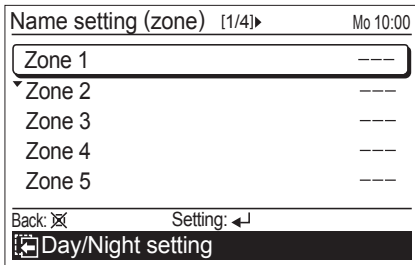 Name setting (zone) [1/4]▸ Mo 10:00
Zone 1 ---
Zone 2 ---
Zone 3 ---
Zone 4 ---
Zone 5 ---
Back: Setting: ↵
Day/Night setting